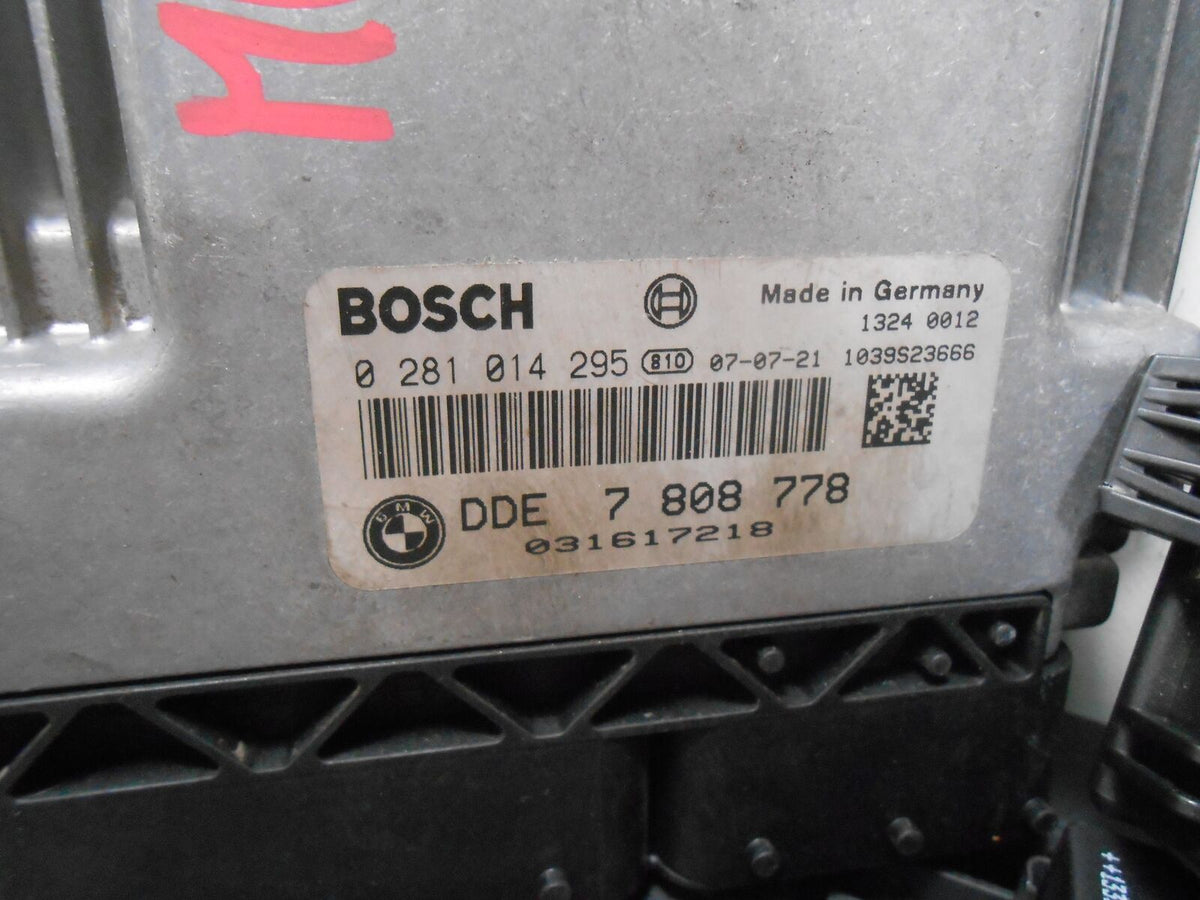 BOSCH Made in Germany
1324 0012
0 281 014 295 810 07-07-21 1039S23666
BMW DDE 7 808 778
031617218